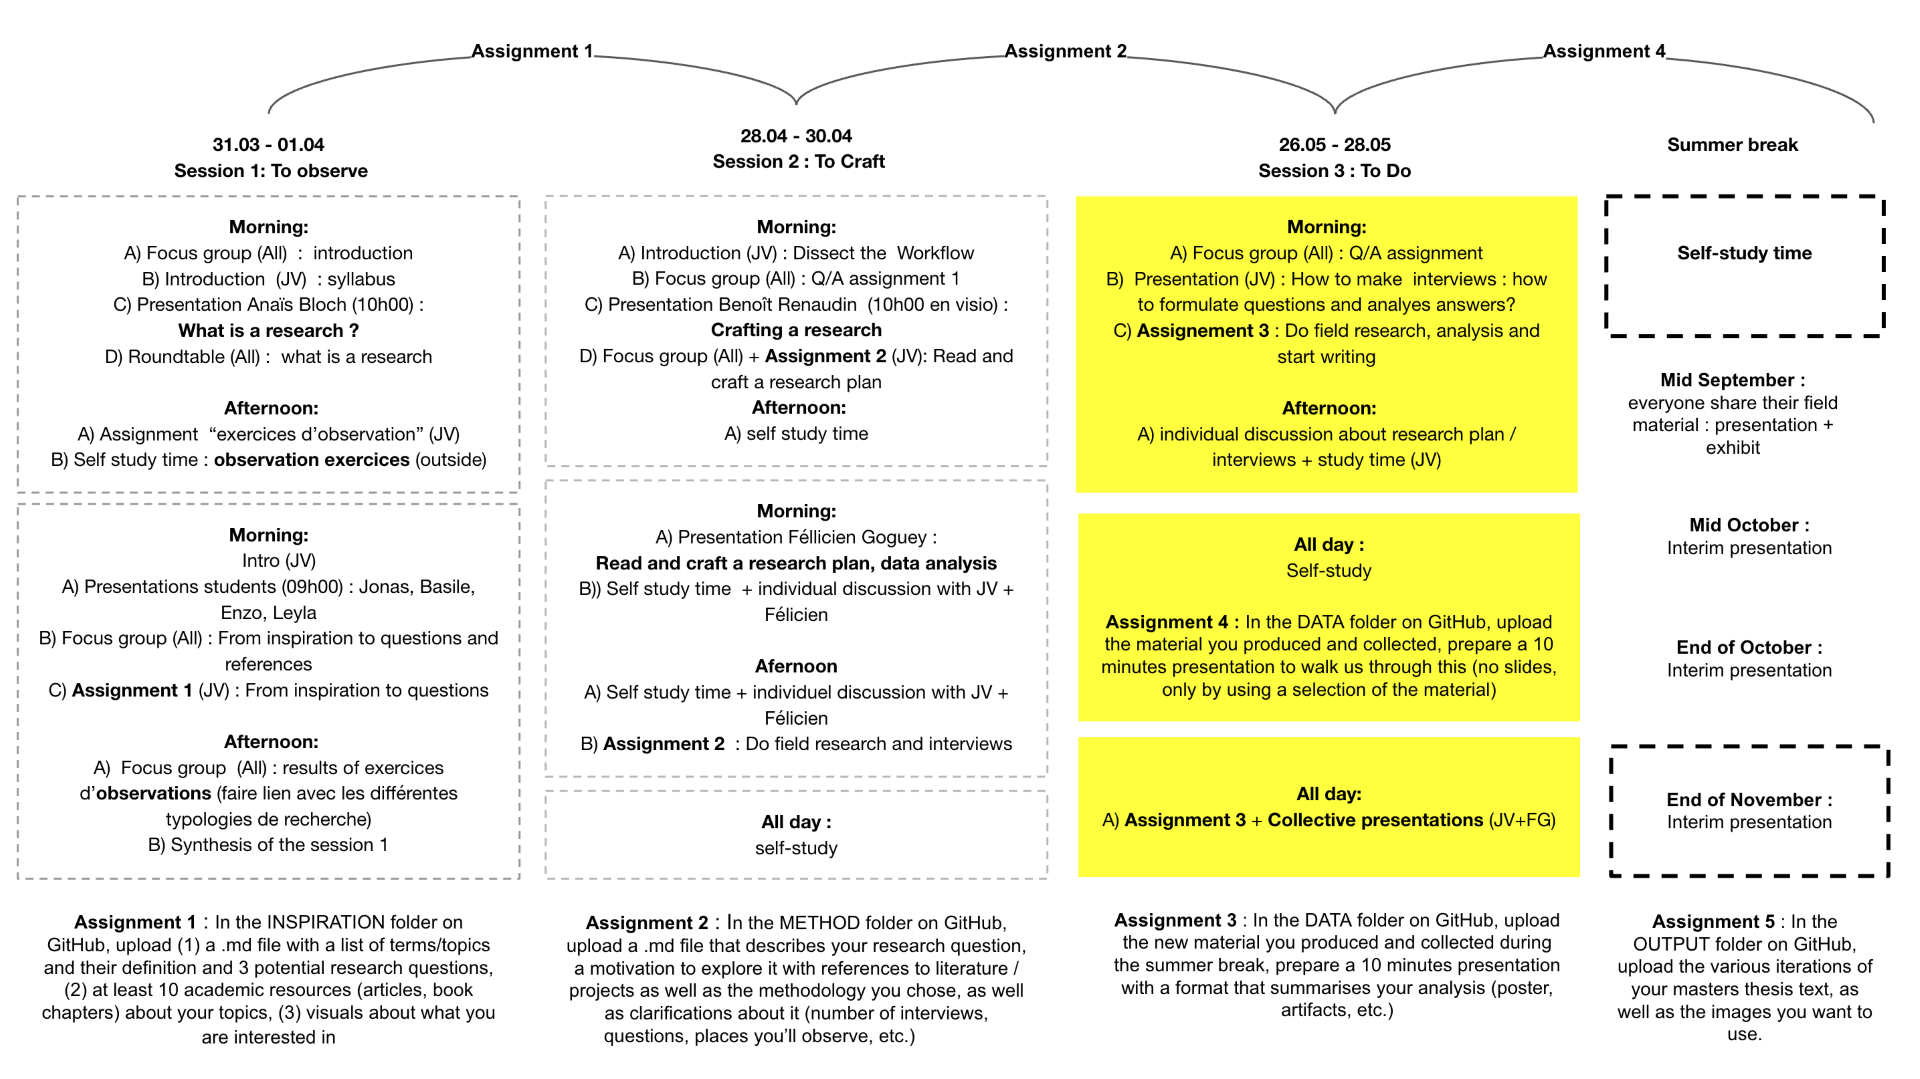 Assignment 1
Assignment 2
Assignment 4
31.03 - 01.04
Session 1: To observe
Morning:
A) Focus group (All)  :  introduction
B) Introduction  (JV)  : syllabus
C) Presentation Anaïs Bloch (10h00) :
What is a research ?
D) Roundtable (All) :  what is a research
Afternoon:
A) Assignment  “exercices d’observation” (JV)
B) Self study time : observation exercices (outside)
Morning:
Intro (JV)
A) Presentations students (09h00) : Jonas, Basile,
Enzo, Leyla
B) Focus group (All) : From inspiration to questions and
references
C) Assignment 1 (JV) : From inspiration to questions
Afternoon:
A)  Focus group  (All) : results of exercices
d’observations (faire lien avec les différentes
typologies de recherche)
B) Synthesis of the session 1
Assignment 1 : In the INSPIRATION folder on
GitHub, upload (1) a .md file with a list of terms/topics
and their definition and 3 potential research questions,
(2) at least 10 academic resources (articles, book
chapters) about your topics, (3) visuals about what you
are interested in
28.04 - 30.04
Session 2 : To Craft
Morning:
A) Introduction (JV) : Dissect the  Workflow
B) Focus group (All) : Q/A assignment 1
C) Presentation Benoît Renaudin  (10h00 en visio) :
Crafting a research
D) Focus group (All) + Assignment 2 (JV): Read and
craft a research plan
Afternoon:
A) self study time
Morning:
A) Presentation Féllicien Goguey :
Read and craft a research plan, data analysis
B)) Self study time  + individual discussion with JV +
Félicien
Afernoon
A) Self study time + individuel discussion with JV +
Félicien
B) Assignment 2  : Do field research and interviews
All day :
self-study
Assignment 2 : In the METHOD folder on GitHub,
upload a .md file that describes your research question,
a motivation to explore it with references to literature /
projects as well as the methodology you chose, as well
as clarifications about it (number of interviews,
questions, places you’ll observe, etc.)
26.05 - 28.05
Session 3 : To Do
Morning:
A) Focus group (All) : Q/A assignment
B)  Presentation (JV) : How to make  interviews : how
to formulate questions and analyes answers?
C) Assignement 3 : Do field research, analysis and
start writing
Afternoon:
A) individual discussion about research plan /
interviews + study time (JV)
All day :
Self-study
Assignment 4 : In the DATA folder on GitHub, upload
the material you produced and collected, prepare a 10
minutes presentation to walk us through this (no slides,
only by using a selection of the material)
All day:
A) Assignment 3 + Collective presentations (JV+FG)
Assignment 3 : In the DATA folder on GitHub, upload
the new material you produced and collected during
the summer break, prepare a 10 minutes presentation
with a format that summarises your analysis (poster,
artifacts, etc.)
Summer break
Self-study time
Mid September :
everyone share their field
material : presentation +
exhibit
Mid October :
Interim presentation
End of October :
Interim presentation
End of November :
Interim presentation
Assignment 5 : In the
OUTPUT folder on GitHub,
upload the various iterations of
your masters thesis text, as
well as the images you want to
use.